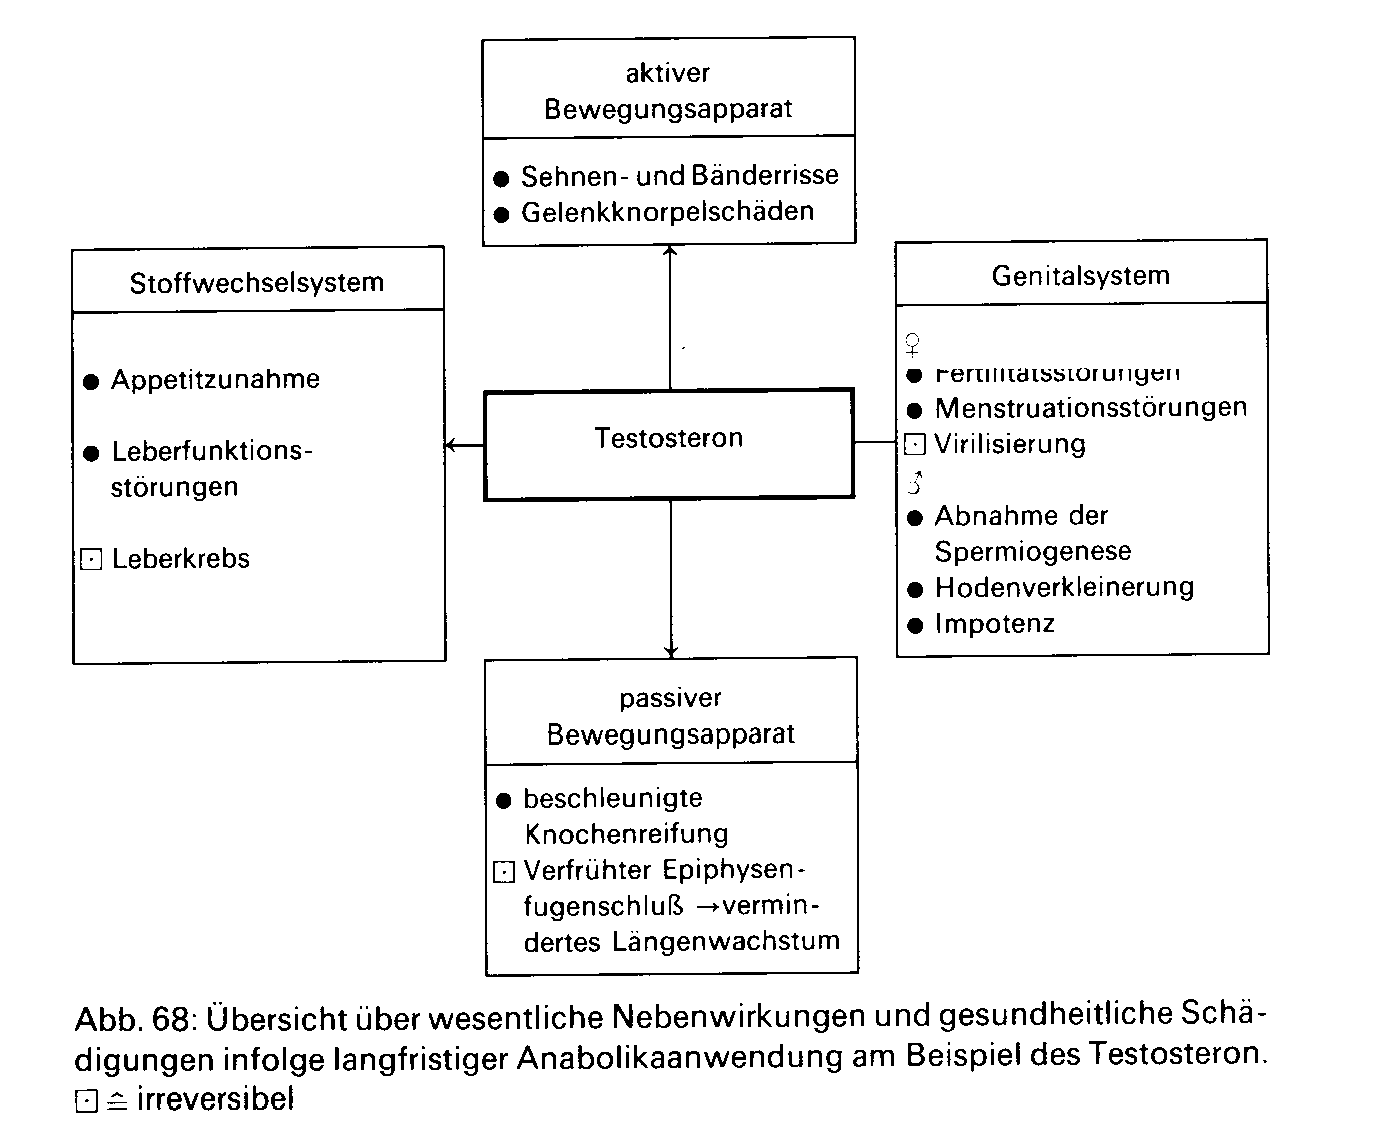 aktiver
Bewegungsapparat
● Sehnen- und Bänderrisse
● Gelenkknorpelschäden
Stoffwechselsystem
● Appetitzunahme
● Leberfunktions-
störungen
⊡ Leberkrebs
Testosteron
Genitalsystem
♀
● Fertilitätsstörungen
● Menstruationsstörungen
⊡ Virilisierung
♂
● Abnahme der
Spermiogenese
● Hodenverkleinerung
● Impotenz
passiver
Bewegungsapparat
● beschleunigte
Knochenreifung
⊡ Verfrühter Epiphysen-
fugenschluß →vermin-
dertes Längenwachstum
Abb. 68: Übersicht über wesentliche Nebenwirkungen und gesundheitliche Schä-
digungen infolge langfristiger Anabolikaanwendung am Beispiel des Testosteron.
⊡ ≙ irreversibel